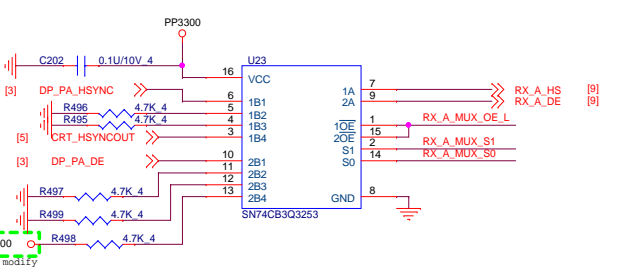 PP3300
C202 0.1U/10V_4
U23
16 VCC
[3] DP_PA_HSYNC
6 1B1
1A 7 RX_A_HS [9]
2A 9 RX_A_DE [9]
R496 4.7K_4
5 1B2
R495 4.7K_4
4 1B3
[5] CRT_HSYNCOUT
3 1B4
1OE 1 RX_A_MUX_OE_L
2OE 15
S1 2 RX_A_MUX_S1
S0 14 RX_A_MUX_S0
[3] DP_PA_DE
10 2B1
11 2B2
12 2B3
13 2B4
R497 4.7K_4
GND 8
R499 4.7K_4
SN74CB3Q3253
00 R498 4.7K_4
modify